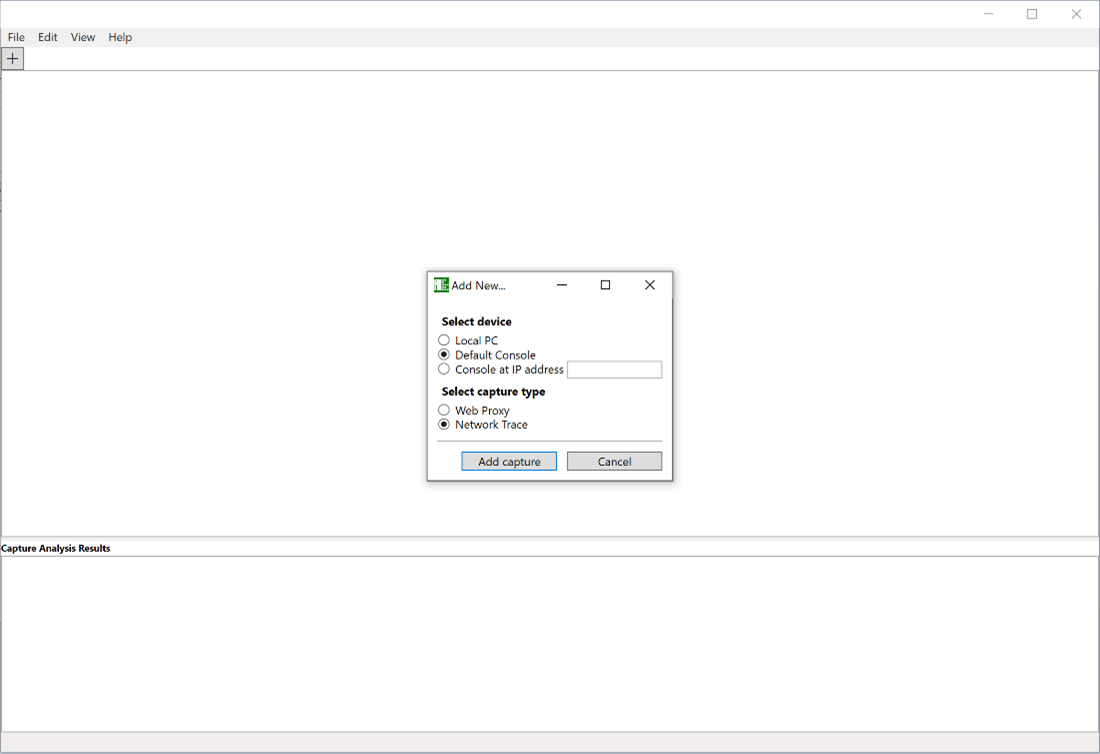 File Edit View Help
+
Add New...
Select device
Local PC
Default Console
Console at IP address
Select capture type
Web Proxy
Network Trace
Add capture Cancel
Capture Analysis Results